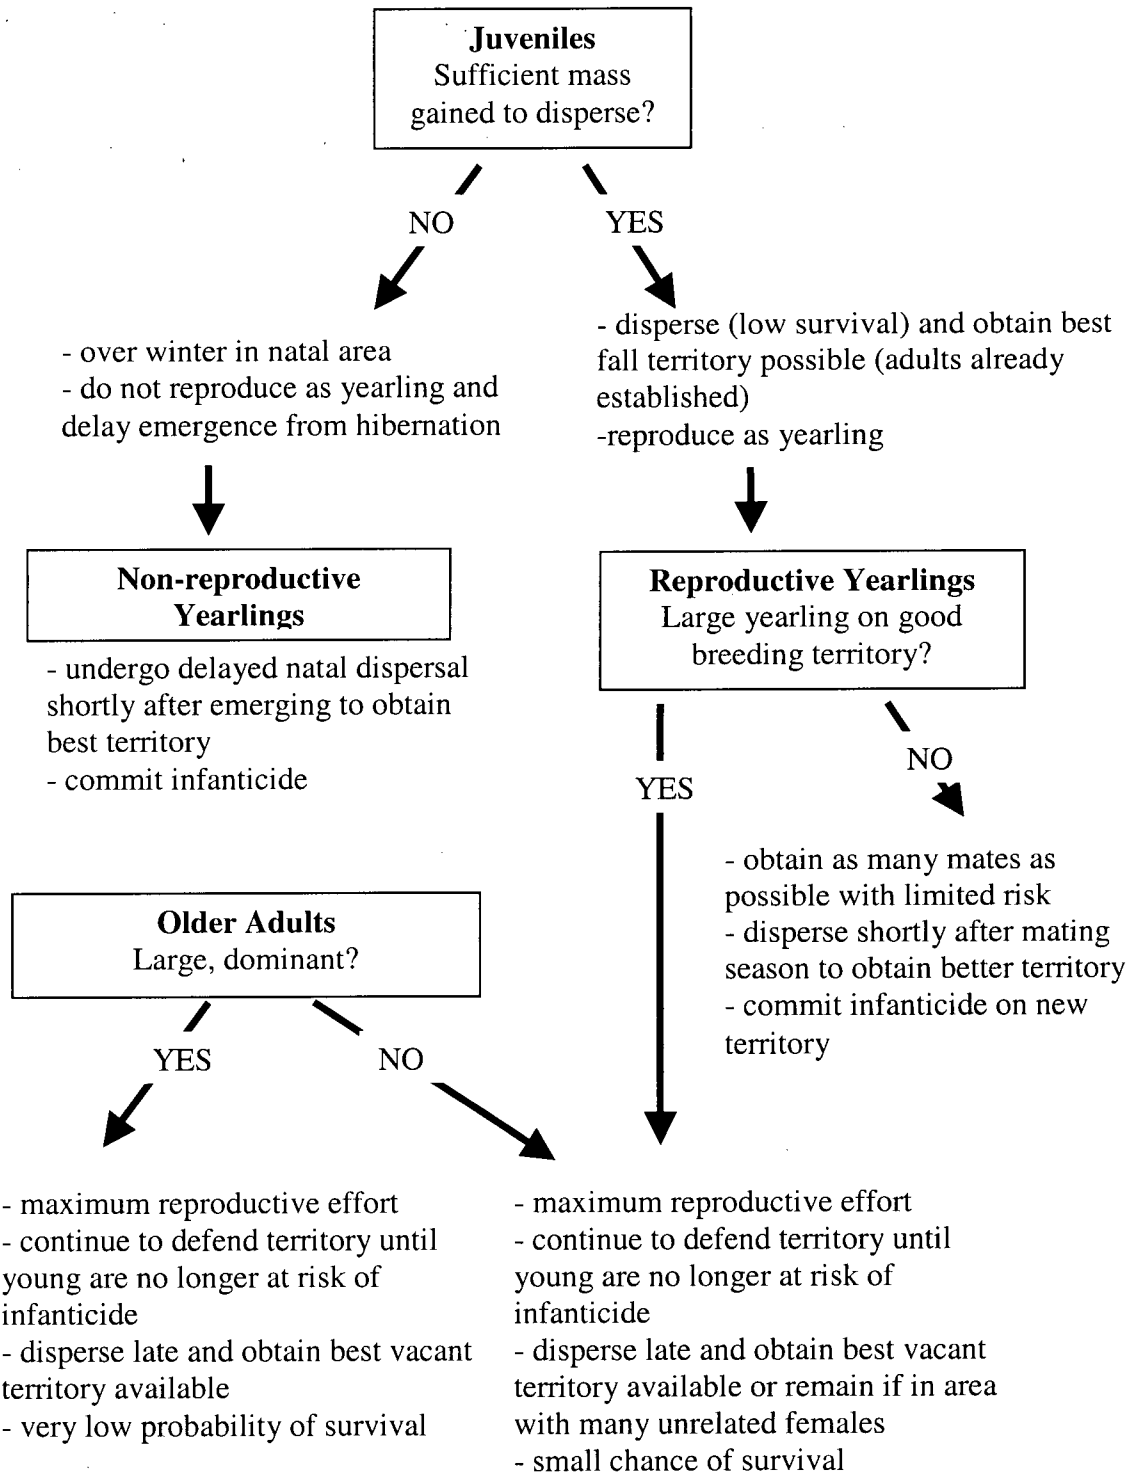 Juveniles
Sufficient mass
gained to disperse?
NO
YES
- over winter in natal area
- do not reproduce as yearling and
delay emergence from hibernation
- disperse (low survival) and obtain best
fall territory possible (adults already
established)
-reproduce as yearling
Non-reproductive
Yearlings
- undergo delayed natal dispersal
shortly after emerging to obtain
best territory
- commit infanticide
Reproductive Yearlings
Large yearling on good
breeding territory?
YES
NO
- obtain as many mates as
possible with limited risk
- disperse shortly after mating
season to obtain better territory
- commit infanticide on new
territory
Older Adults
Large, dominant?
YES
NO
- maximum reproductive effort
- continue to defend territory until
young are no longer at risk of
infanticide
- disperse late and obtain best vacant
territory available
- very low probability of survival
- maximum reproductive effort
- continue to defend territory until
young are no longer at risk of
infanticide
- disperse late and obtain best vacant
territory available or remain if in area
with many unrelated females
- small chance of survival